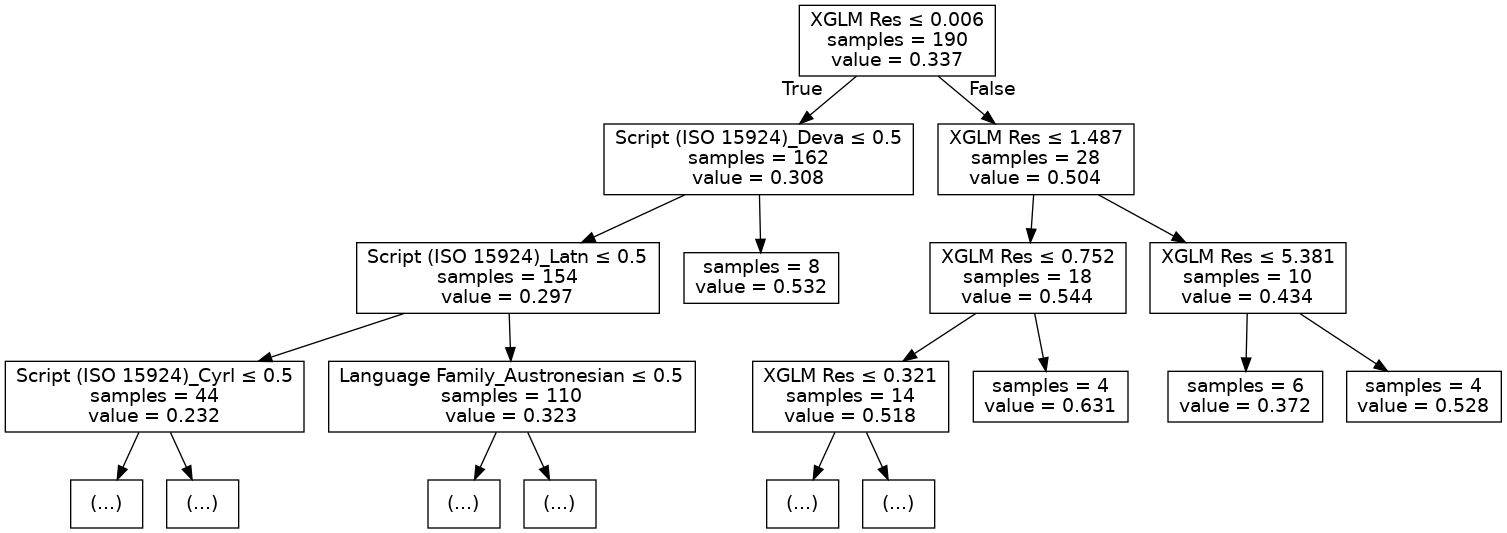 XGLM Res ≤ 0.006
samples = 190
value = 0.337
True
False
Script (ISO 15924)_Deva ≤ 0.5
samples = 162
value = 0.308
XGLM Res ≤ 1.487
samples = 28
value = 0.504
Script (ISO 15924)_Latn ≤ 0.5
samples = 154
value = 0.297
samples = 8
value = 0.532
XGLM Res ≤ 0.752
samples = 18
value = 0.544
XGLM Res ≤ 5.381
samples = 10
value = 0.434
Script (ISO 15924)_Cyrl ≤ 0.5
samples = 44
value = 0.232
Language Family_Austronesian ≤ 0.5
samples = 110
value = 0.323
XGLM Res ≤ 0.321
samples = 14
value = 0.518
samples = 4
value = 0.631
samples = 6
value = 0.372
samples = 4
value = 0.528
(...)
(...)
(...)
(...)
(...)
(...)